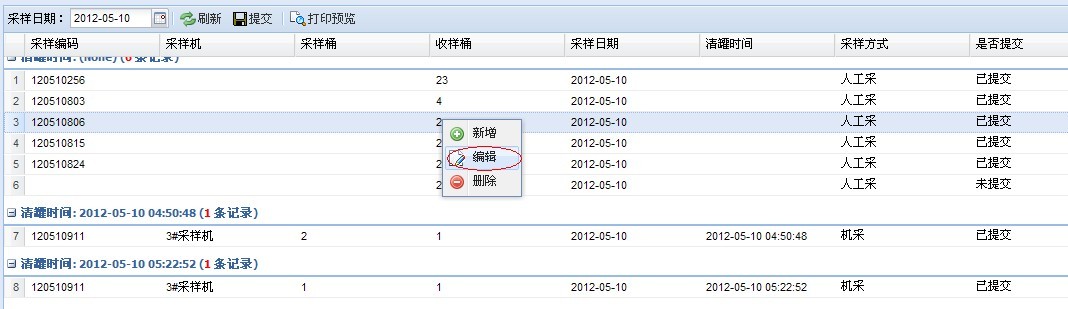 采样日期： 2012-05-10 刷新 提交 打印预览
采样编码 采样机 采样桶 收样桶 采样日期 清罐时间 采样方式 是否提交
清罐时间: (None) (6 条记录)
1 120510256 23 2012-05-10 人工采 已提交
2 120510803 4 2012-05-10 人工采 已提交
3 120510806 2 2012-05-10 人工采 已提交
新增
4 120510815 2 2012-05-10 人工采 已提交
编辑
5 120510824 2 2012-05-10 人工采 已提交
删除
6 2 2012-05-10 人工采 未提交
清罐时间: 2012-05-10 04:50:48 (1 条记录)
7 120510911 3#采样机 2 1 2012-05-10 2012-05-10 04:50:48 机采 已提交
清罐时间: 2012-05-10 05:22:52 (1 条记录)
8 120510911 3#采样机 1 1 2012-05-10 2012-05-10 05:22:52 机采 已提交